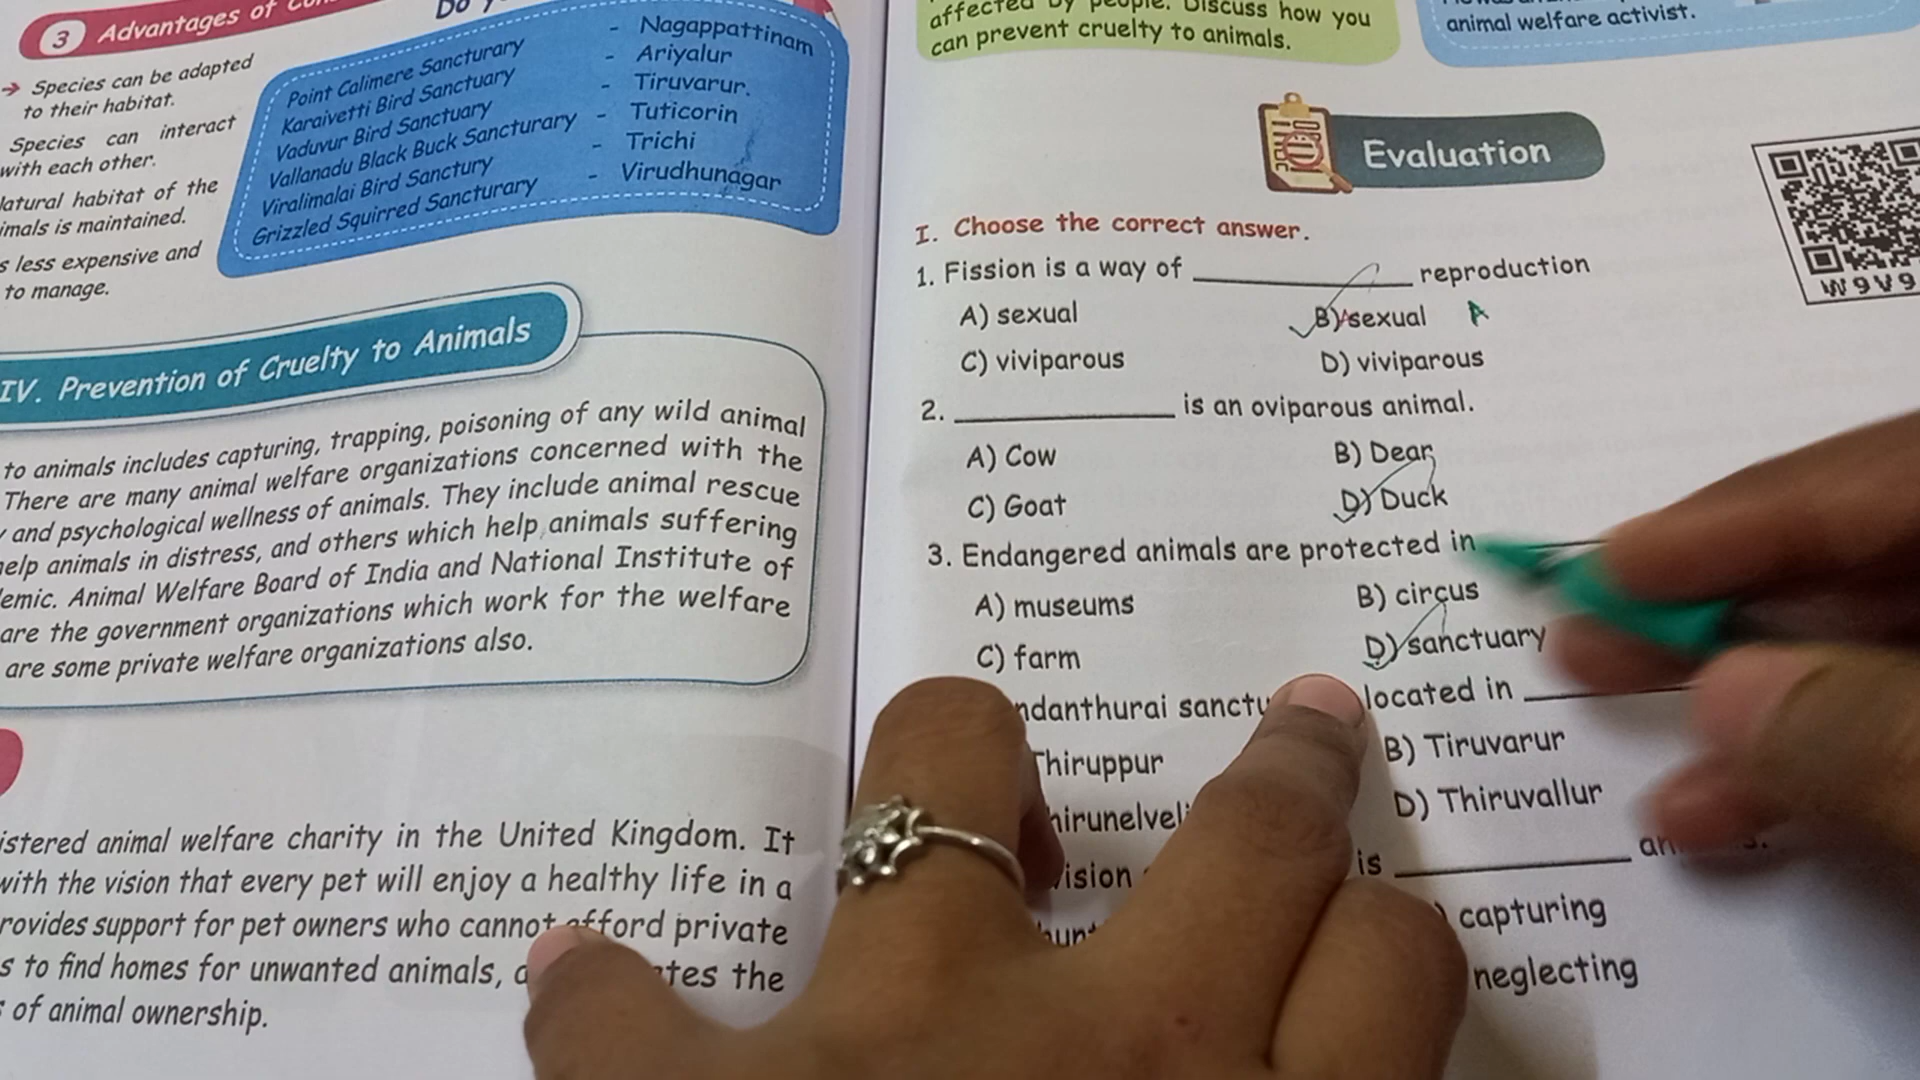 3 Advantages of
→ Species can be adapted
to their habitat.
Species can interact
with each other.
natural habitat of the
is maintained.
less expensive and
to manage.
Do
Point Calimere Sancturary - Nagappattinam
Karaivetti Bird Sanctuary - Ariyalur
Vaduvur Bird Sanctuary - Tiruvarur.
Vallanadu Black Buck Sancturary - Tuticorin
Viralimalai Bird Sanctury - Trichi
Grizzled Squirred Sancturary - Virudhunagar
IV. Prevention of Cruelty to Animals
to animals includes capturing, trapping, poisoning of any wild animal
There are many animal welfare organizations concerned with the
and psychological wellness of animals. They include animal rescue
help animals in distress, and others which help animals suffering
emic. Animal Welfare Board of India and National Institute of
are the government organizations which work for the welfare
are some private welfare organizations also.
istered animal welfare charity in the United Kingdom. It
with the vision that every pet will enjoy a healthy life in a
rovides support for pet owners who cannot afford private
s to find homes for unwanted animals, tes the
of animal ownership.
affected by people. Discuss how you
can prevent cruelty to animals.
animal welfare activist.
Evaluation
W9V9
I. Choose the correct answer.
1. Fission is a way of ____________ reproduction
A) sexual B) Asexual A
C) viviparous D) viviparous
2. ____________ is an oviparous animal.
A) Cow B) Dear
C) Goat D) Duck
3. Endangered animals are protected in
A) museums B) circus
C) farm D) sanctuary
ndanthurai sanctu located in ____________
Thiruppur B) Tiruvarur
hirunelveli D) Thiruvallur
ision is ____________ an
hunt capturing
neglecting